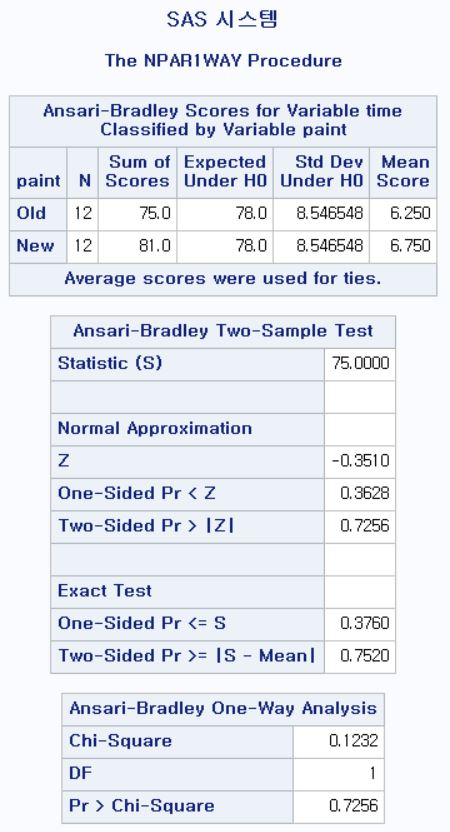 SAS 시스템
The NPAR1WAY Procedure
Ansari-Bradley Scores for Variable time
Classified by Variable paint
paint N Sum of Scores Expected Under H0 Std Dev Under H0 Mean Score
Old 12 75.0 78.0 8.546548 6.250
New 12 81.0 78.0 8.546548 6.750
Average scores were used for ties.
Ansari-Bradley Two-Sample Test
Statistic (S) 75.0000
Normal Approximation
Z -0.3510
One-Sided Pr < Z 0.3628
Two-Sided Pr > |Z| 0.7256
Exact Test
One-Sided Pr <= S 0.3760
Two-Sided Pr >= |S - Mean| 0.7520
Ansari-Bradley One-Way Analysis
Chi-Square 0.1232
DF 1
Pr > Chi-Square 0.7256